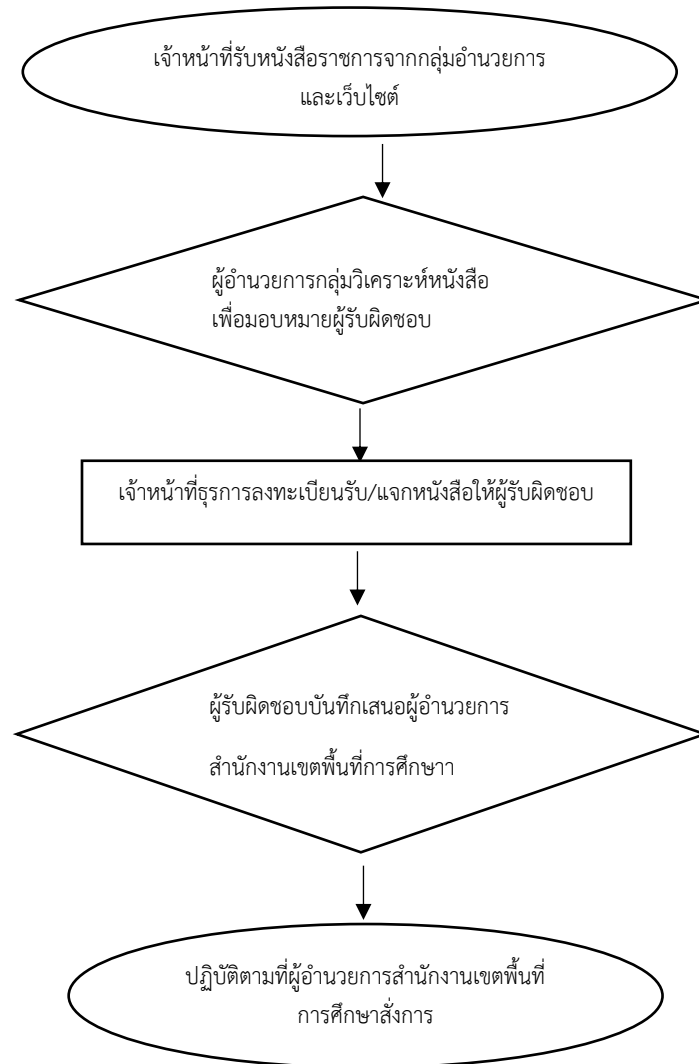 เจ้าหน้าที่รับหนังสือราชการจากกลุ่มอำนวยการ
และเว็บไซต์
ผู้อำนวยการกลุ่มวิเคราะห์หนังสือ
เพื่อมอบหมายผู้รับผิดชอบ
เจ้าหน้าที่ธุรการลงทะเบียนรับ/แจกหนังสือให้ผู้รับผิดชอบ
ผู้รับผิดชอบบันทึกเสนอผู้อำนวยการ
สำนักงานเขตพื้นที่การศึกษาา
ปฏิบัติตามที่ผู้อำนวยการสำนักงานเขตพื้นที่
การศึกษาสั่งการ